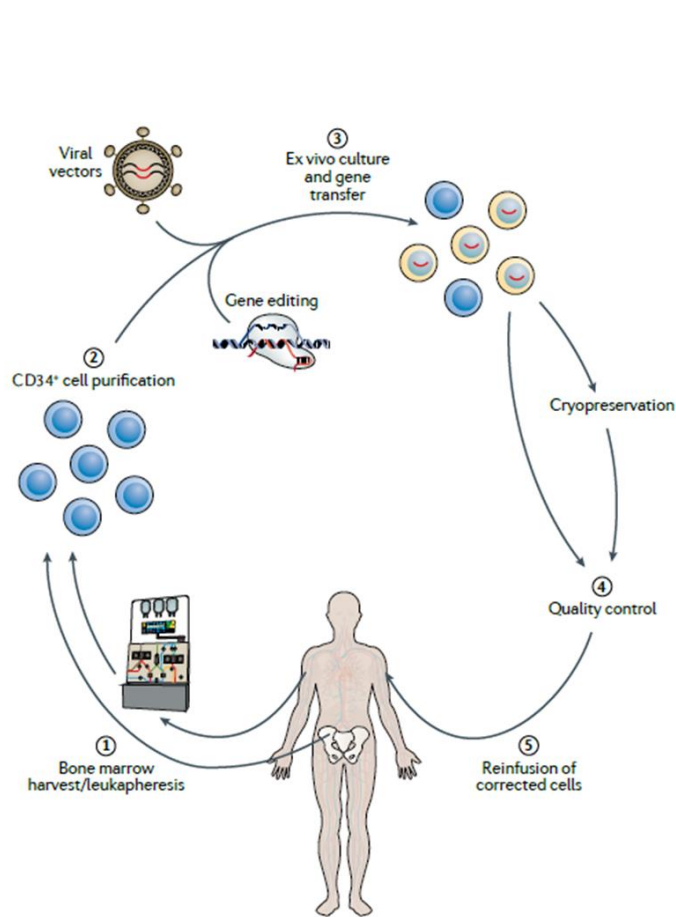 Viral
vectors
③
Ex vivo culture
and gene
transfer
Gene editing
②
CD34⁺ cell purification
Cryopreservation
④
Quality control
①
Bone marrow
harvest/leukapheresis
⑤
Reinfusion of
corrected cells